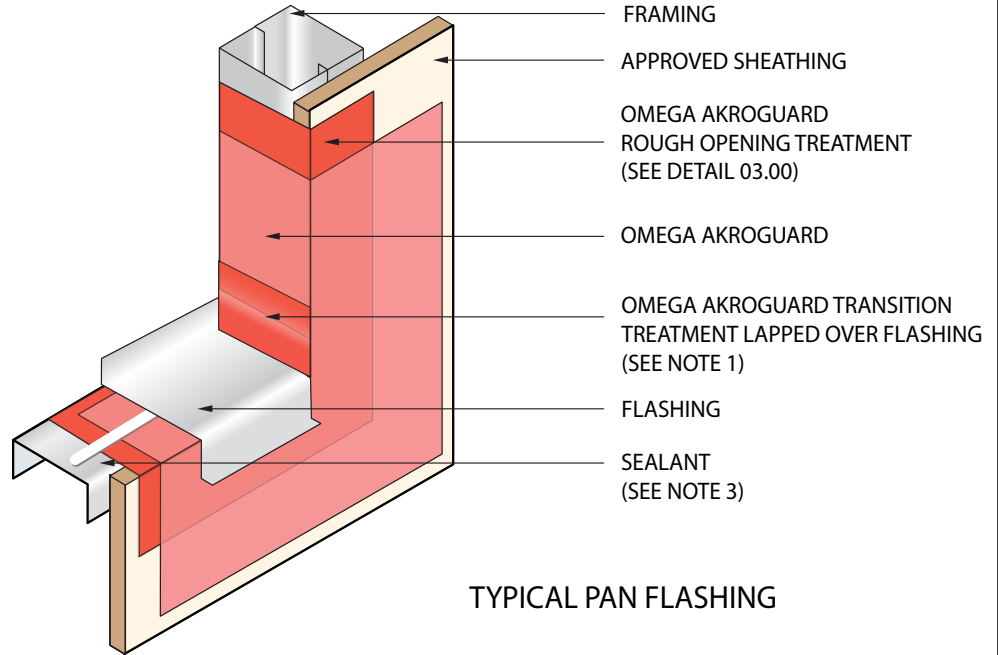 FRAMING
APPROVED SHEATHING
OMEGA AKROGUARD
ROUGH OPENING TREATMENT
(SEE DETAIL 03.00)
OMEGA AKROGUARD
OMEGA AKROGUARD TRANSITION
TREATMENT LAPPED OVER FLASHING
(SEE NOTE 1)
FLASHING
SEALANT
(SEE NOTE 3)
TYPICAL PAN FLASHING